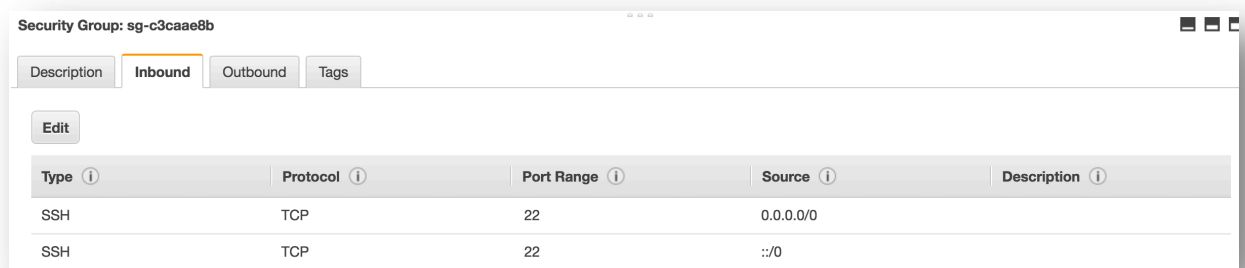 Security Group: sg-c3caae8b
Description Inbound Outbound Tags
Edit
Type Protocol Port Range Source Description
SSH TCP 22 0.0.0.0/0
SSH TCP 22 ::/0